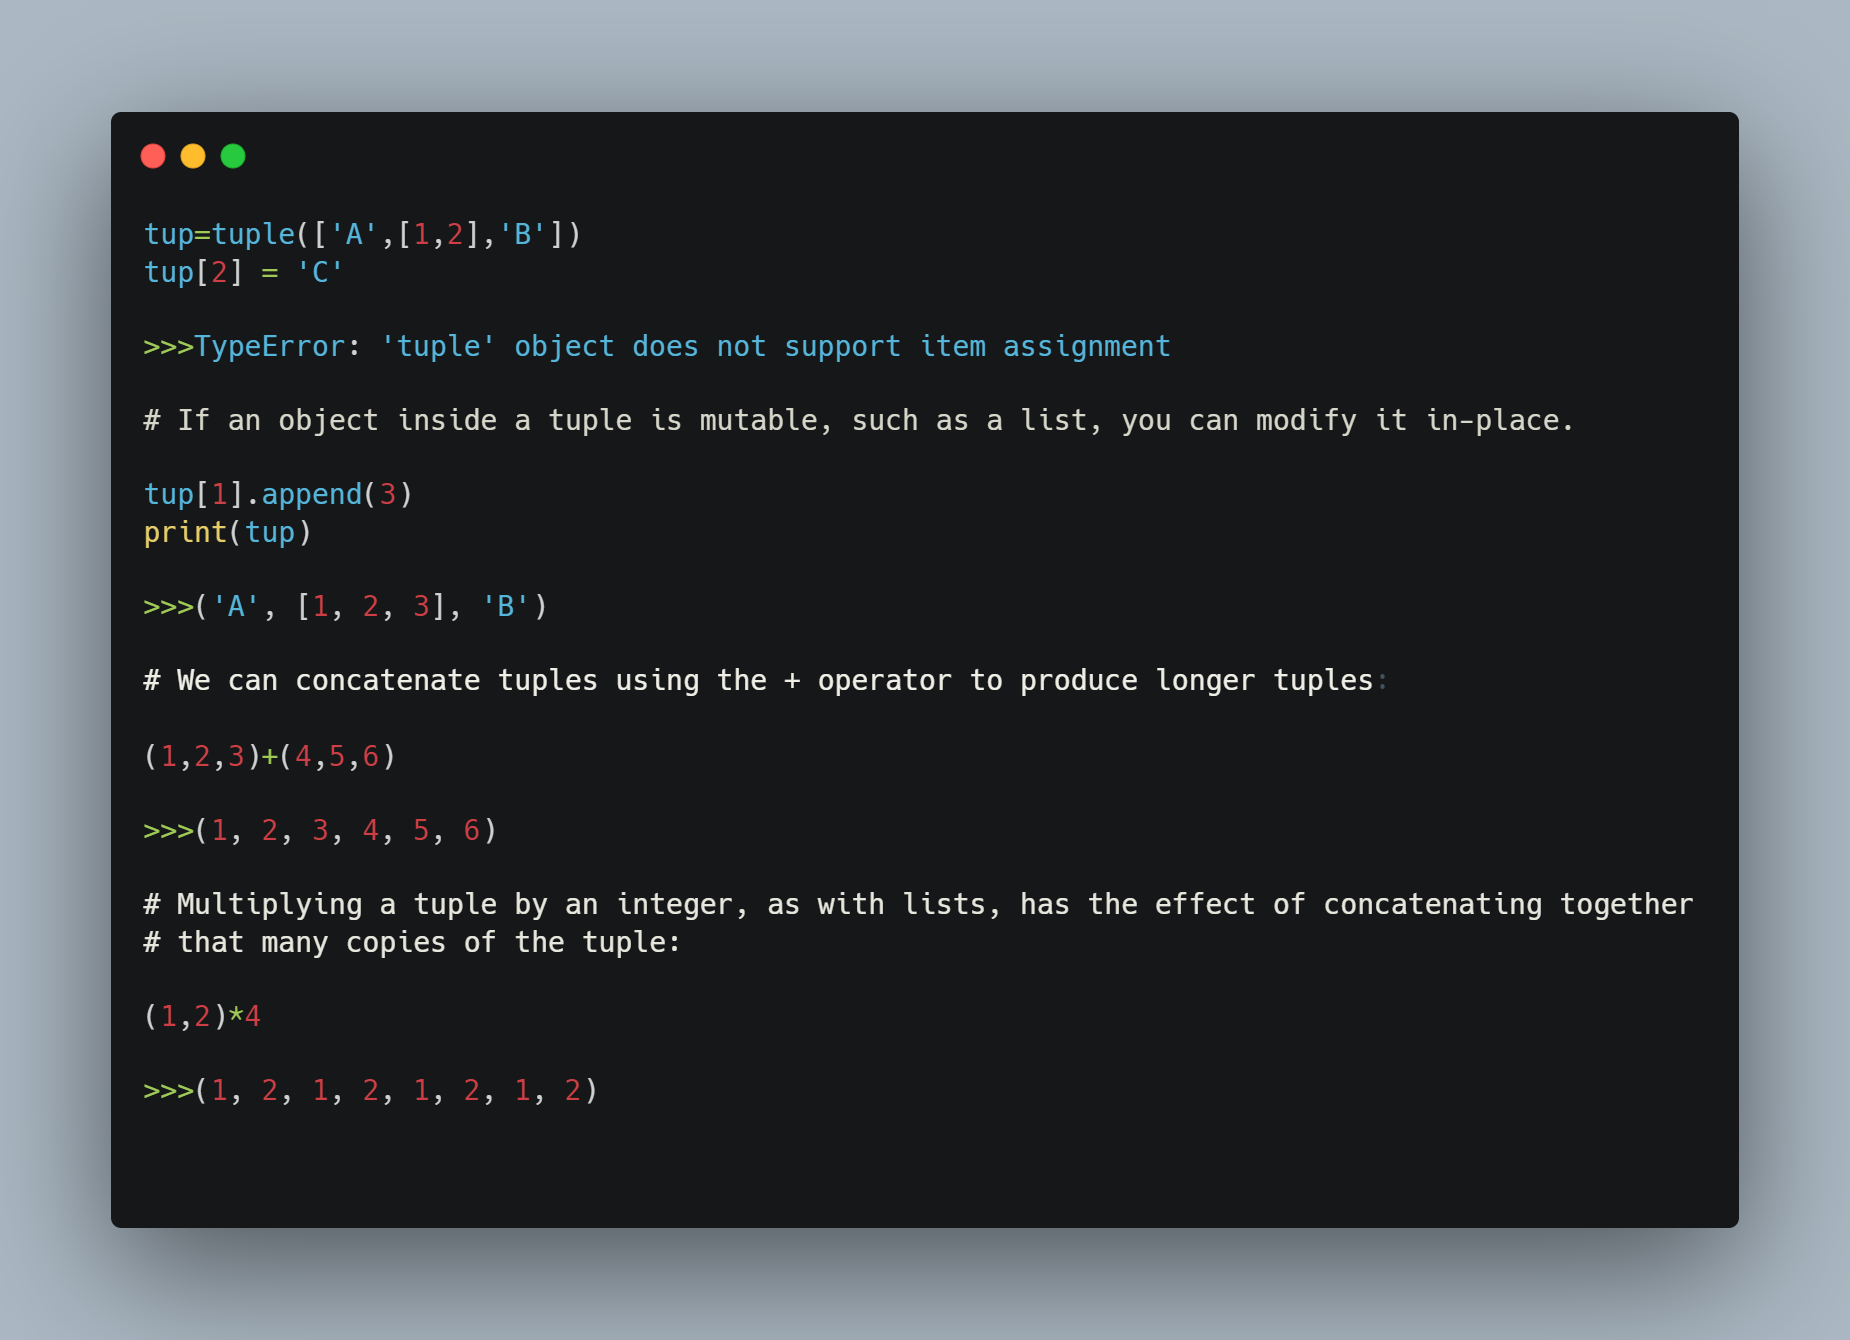 tup=tuple(['A',[1,2],'B'])
tup[2] = 'C'
>>>TypeError: 'tuple' object does not support item assignment
# If an object inside a tuple is mutable, such as a list, you can modify it in-place.
tup[1].append(3)
print(tup)
>>>('A', [1, 2, 3], 'B')
# We can concatenate tuples using the + operator to produce longer tuples:
(1,2,3)+(4,5,6)
>>>(1, 2, 3, 4, 5, 6)
# Multiplying a tuple by an integer, as with lists, has the effect of concatenating together
# that many copies of the tuple:
(1,2)*4
>>>(1, 2, 1, 2, 1, 2, 1, 2)